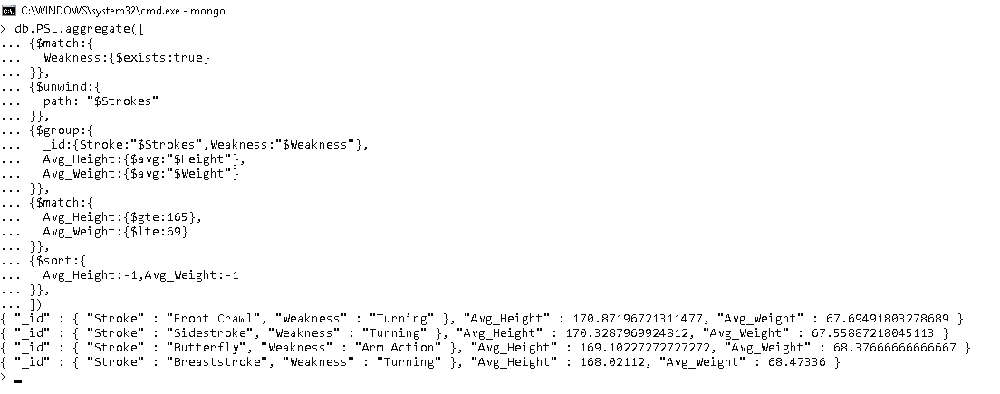 C:\WINDOWS\system32\cmd.exe - mongo
> db.PSL.aggregate([
... {$match:{
...   Weakness:{$exists:true}
... }},
... {$unwind:{
...   path: "$Strokes"
... }},
... {$group:{
...   _id:{Stroke:"$Strokes",Weakness:"$Weakness"},
...   Avg_Height:{$avg:"$Height"},
...   Avg_Weight:{$avg:"$Weight"}
... }},
... {$match:{
...   Avg_Height:{$gte:165},
...   Avg_Weight:{$lte:69}
... }},
... {$sort:{
...   Avg_Height:-1,Avg_Weight:-1
... }},
... ])
{ "_id" : { "Stroke" : "Front Crawl", "Weakness" : "Turning" }, "Avg_Height" : 170.87196721311477, "Avg_Weight" : 67.69491803278689 }
{ "_id" : { "Stroke" : "Sidestroke", "Weakness" : "Turning" }, "Avg_Height" : 170.3287969924812, "Avg_Weight" : 67.55887218045113 }
{ "_id" : { "Stroke" : "Butterfly", "Weakness" : "Arm Action" }, "Avg_Height" : 169.10227272727272, "Avg_Weight" : 68.37666666666667 }
{ "_id" : { "Stroke" : "Breaststroke", "Weakness" : "Turning" }, "Avg_Height" : 168.02112, "Avg_Weight" : 68.47336 }
>